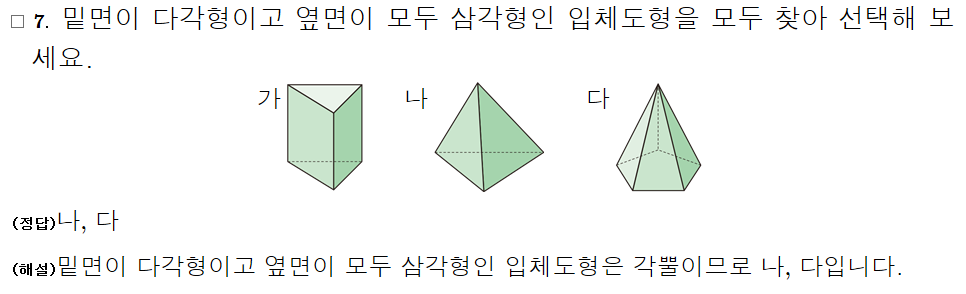 □ 7. 밑면이 다각형이고 옆면이 모두 삼각형인 입체도형을 모두 찾아 선택해 보
세요.
가 나 다
(정답)나, 다
(해설)밑면이 다각형이고 옆면이 모두 삼각형인 입체도형은 각뿔이므로 나, 다입니다.